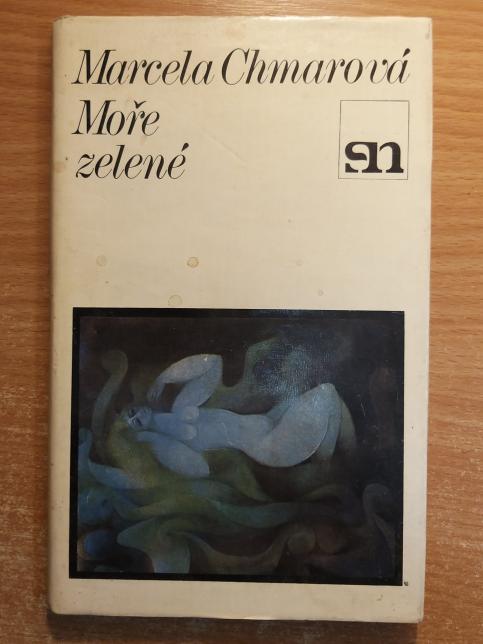 Marcela Chmarová
Moře
zelené
sn